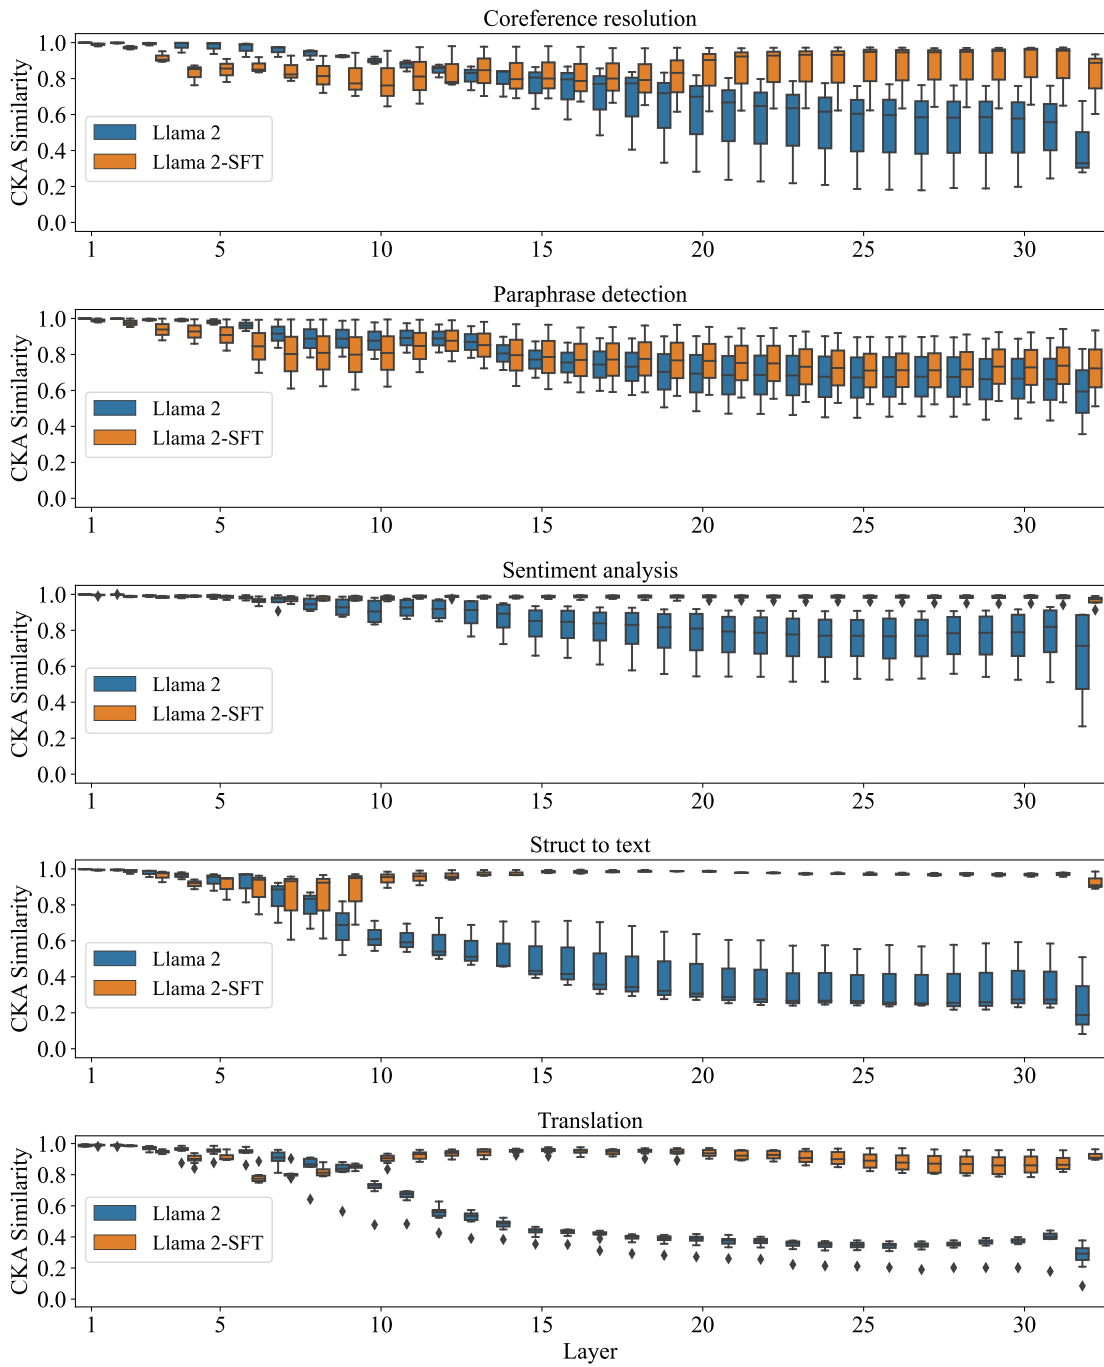 Coreference resolution
CKA Similarity
1.0
0.8
0.6
0.4
0.2
0.0
Llama 2
Llama 2-SFT
1 5 10 15 20 25 30
Paraphrase detection
CKA Similarity
1.0
0.8
0.6
0.4
0.2
0.0
Llama 2
Llama 2-SFT
1 5 10 15 20 25 30
Sentiment analysis
CKA Similarity
1.0
0.8
0.6
0.4
0.2
0.0
Llama 2
Llama 2-SFT
1 5 10 15 20 25 30
Struct to text
CKA Similarity
1.0
0.8
0.6
0.4
0.2
0.0
Llama 2
Llama 2-SFT
1 5 10 15 20 25 30
Translation
CKA Similarity
1.0
0.8
0.6
0.4
0.2
0.0
Llama 2
Llama 2-SFT
1 5 10 15 20 25 30
Layer